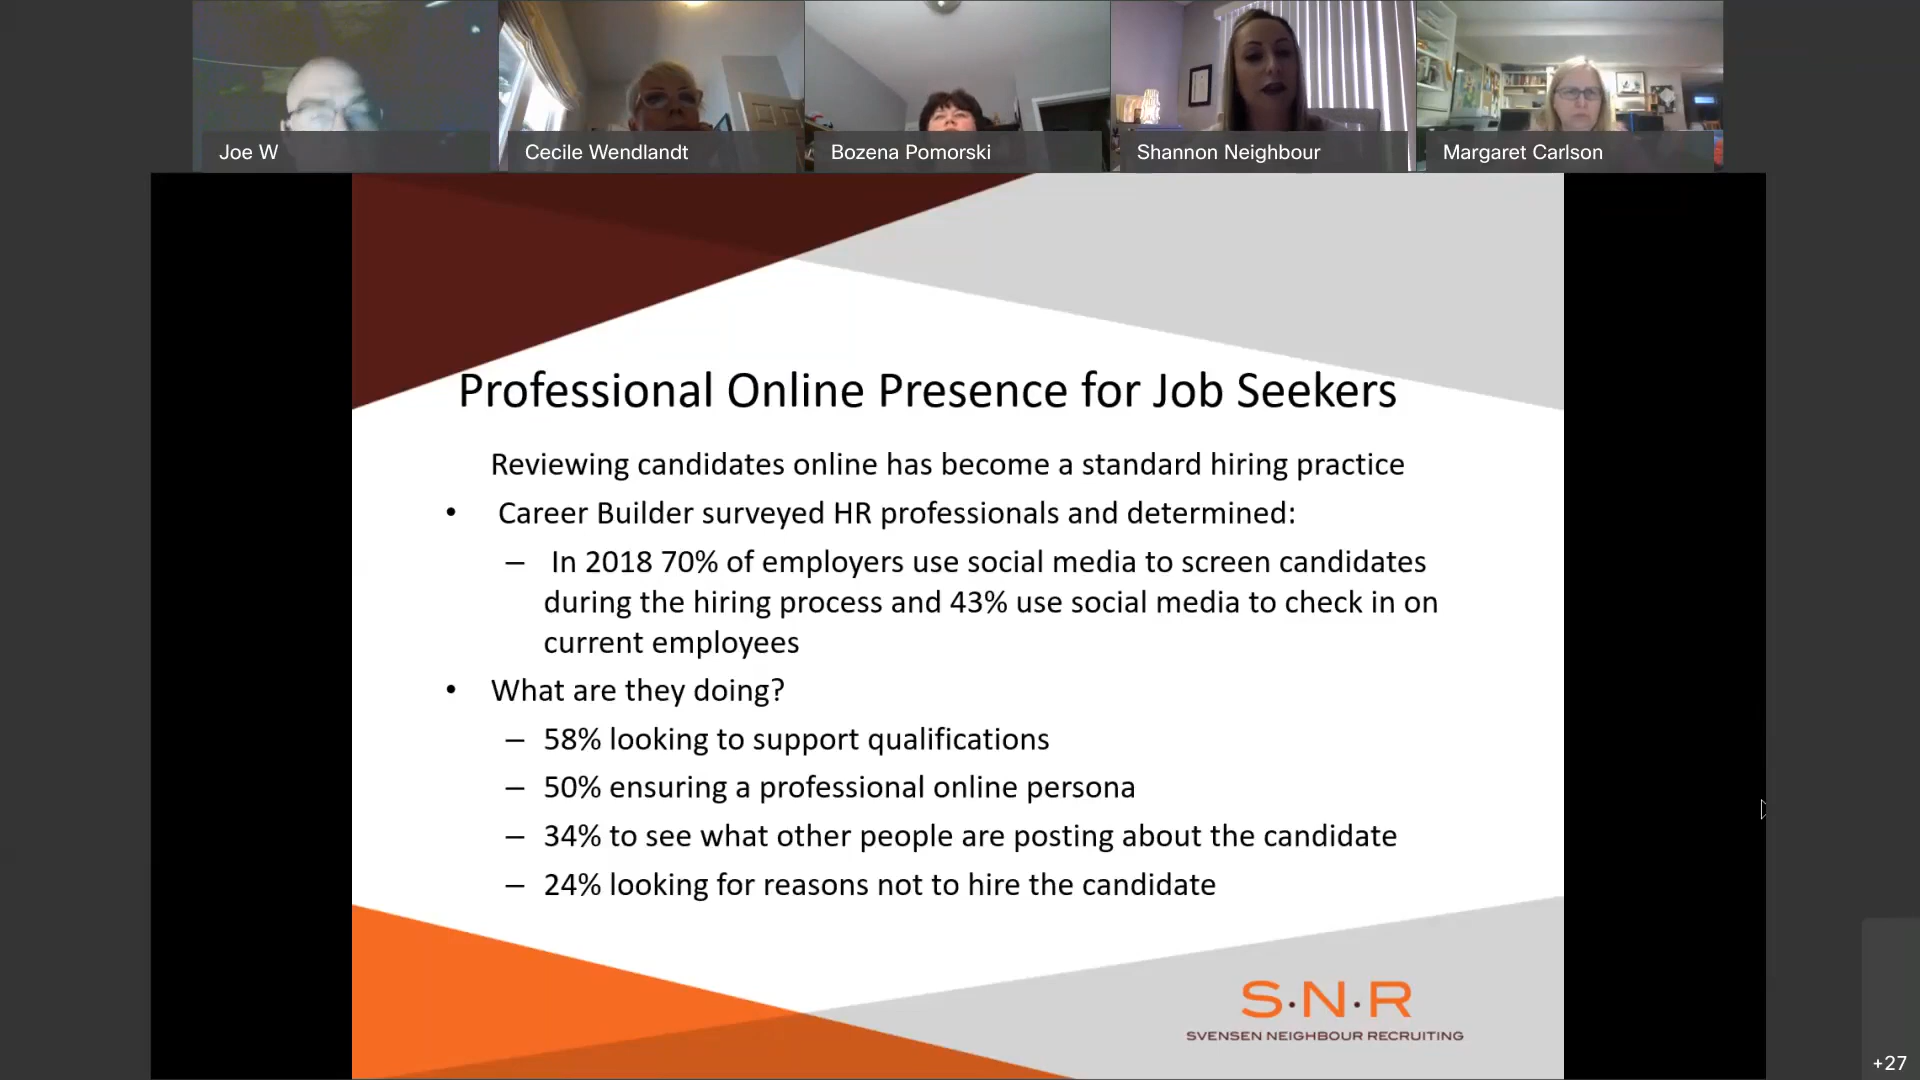 Joe W
Cecile Wendlandt
Bozena Pomorski
Shannon Neighbour
Margaret Carlson
Professional Online Presence for Job Seekers
Reviewing candidates online has become a standard hiring practice
• Career Builder surveyed HR professionals and determined:
– In 2018 70% of employers use social media to screen candidates
during the hiring process and 43% use social media to check in on
current employees
• What are they doing?
– 58% looking to support qualifications
– 50% ensuring a professional online persona
– 34% to see what other people are posting about the candidate
– 24% looking for reasons not to hire the candidate
S·N·R
SVENSEN NEIGHBOUR RECRUITING
+27